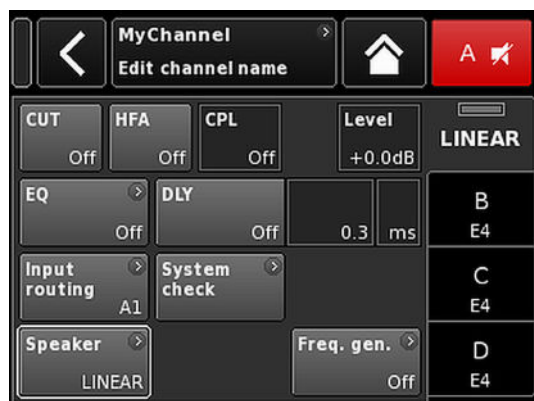 MyChannel
Edit channel name
A
CUT
Off
HFA
Off
CPL
Off
Level
+0.0dB
LINEAR
EQ
Off
DLY
Off
0.3
ms
B
E4
Input
routing
A1
System
check
C
E4
Speaker
LINEAR
Freq. gen.
Off
D
E4